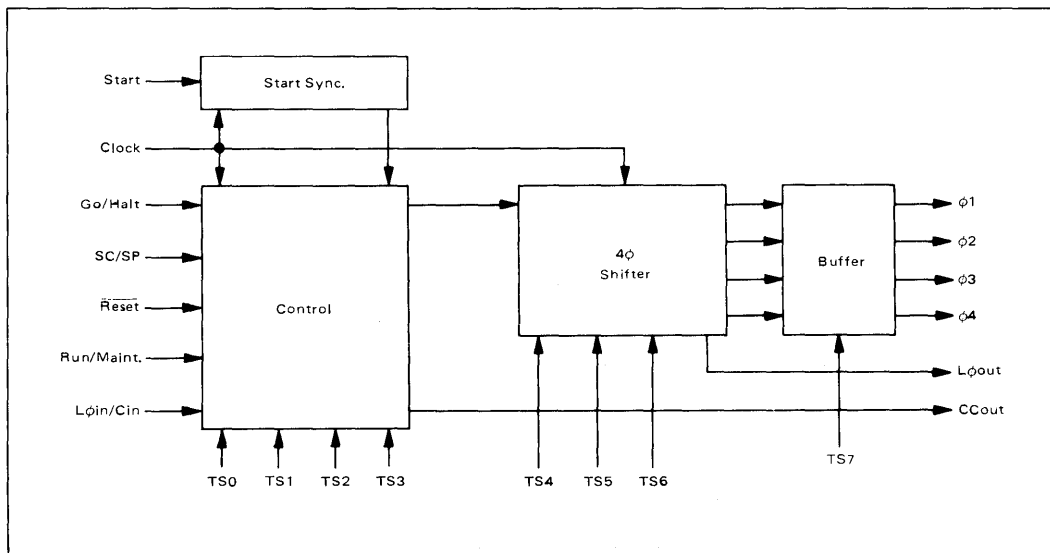 Start
Start Sync.
Clock
Go/Halt
SC/SP
Reset
Run/Maint.
Lϕin/Cin
Control
4ϕ
Shifter
Buffer
ϕ1
ϕ2
ϕ3
ϕ4
Lϕout
CCout
TS0
TS1
TS2
TS3
TS4
TS5
TS6
TS7